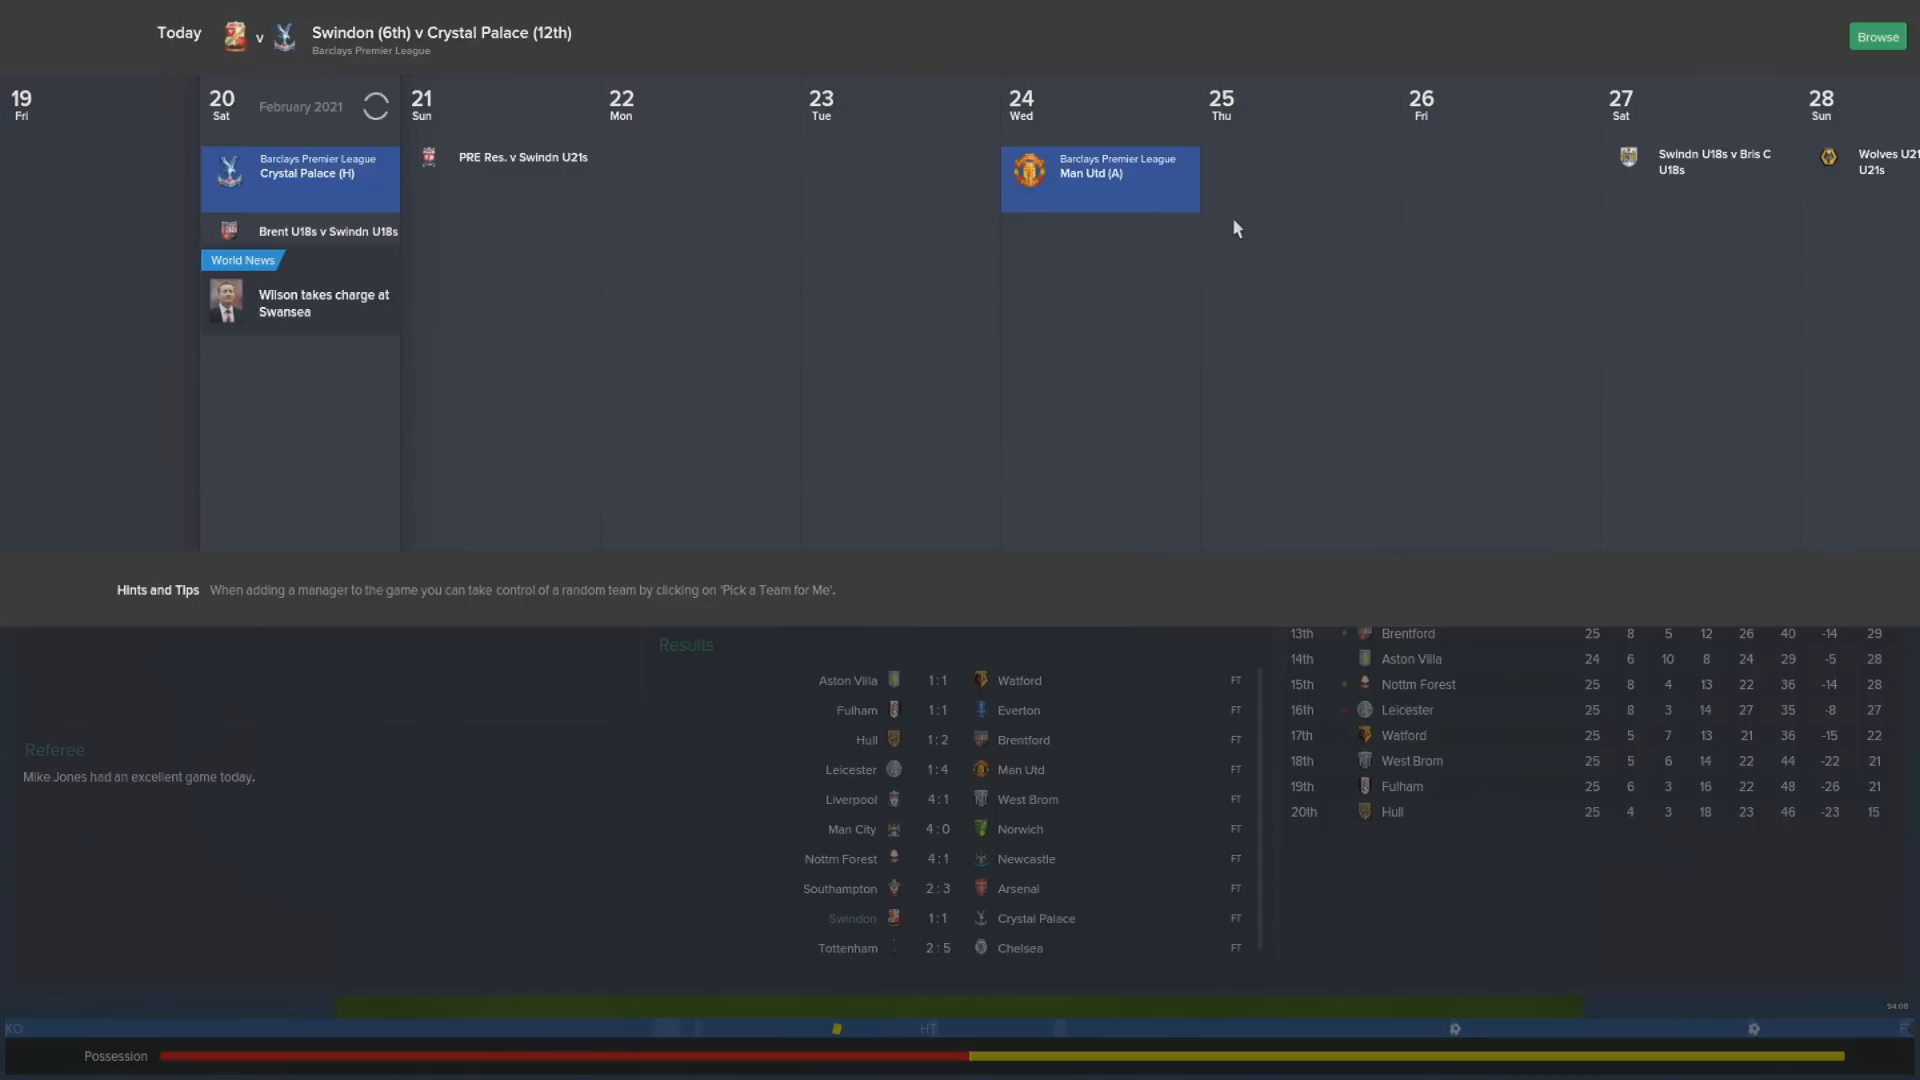 Today v Swindon (6th) v Crystal Palace (12th)
Barclays Premier League
Browse
19 Fri
20 Sat February 2021
21 Sun
22 Mon
23 Tue
24 Wed
25 Thu
26 Fri
27 Sat
28 Sun
Barclays Premier League
Crystal Palace (H)
Brent U18s v Swindn U18s
World News
Wilson takes charge at
Swansea
PRE Res. v Swindn U21s
Barclays Premier League
Man Utd (A)
Swindn U18s v Bris C
U18s
Wolves U21
U21s
Hints and Tips When adding a manager to the game you can take control of a random team by clicking on 'Pick a Team for Me'.
Referee
Mike Jones had an excellent game today.
Results
Aston Villa 1:1 Watford FT
Fulham 1:1 Everton FT
Hull 1:2 Brentford FT
Leicester 1:4 Man Utd FT
Liverpool 4:1 West Brom FT
Man City 4:0 Norwich FT
Nottm Forest 4:1 Newcastle FT
Southampton 2:3 Arsenal FT
Swindon 1:1 Crystal Palace FT
Tottenham 2:5 Chelsea FT
13th Brentford 25 8 5 12 26 40 -14 29
14th Aston Villa 24 6 10 8 24 29 -5 28
15th Nottm Forest 25 8 4 13 22 36 -14 28
16th Leicester 25 8 3 14 27 35 -8 27
17th Watford 25 5 7 13 21 36 -15 22
18th West Brom 25 5 6 14 22 44 -22 21
19th Fulham 25 6 3 16 22 48 -26 21
20th Hull 25 4 3 18 23 46 -23 15
94:08
KO HT
Possession